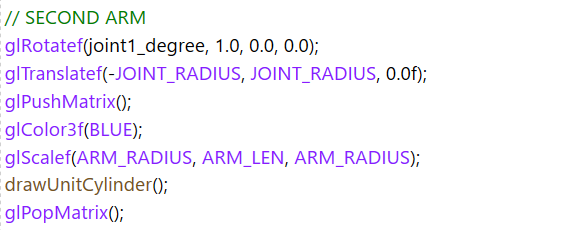 // SECOND ARM
glRotatef(joint1_degree, 1.0, 0.0, 0.0);
glTranslatef(-JOINT_RADIUS, JOINT_RADIUS, 0.0f);
glPushMatrix();
glColor3f(BLUE);
glScalef(ARM_RADIUS, ARM_LEN, ARM_RADIUS);
drawUnitCylinder();
glPopMatrix();